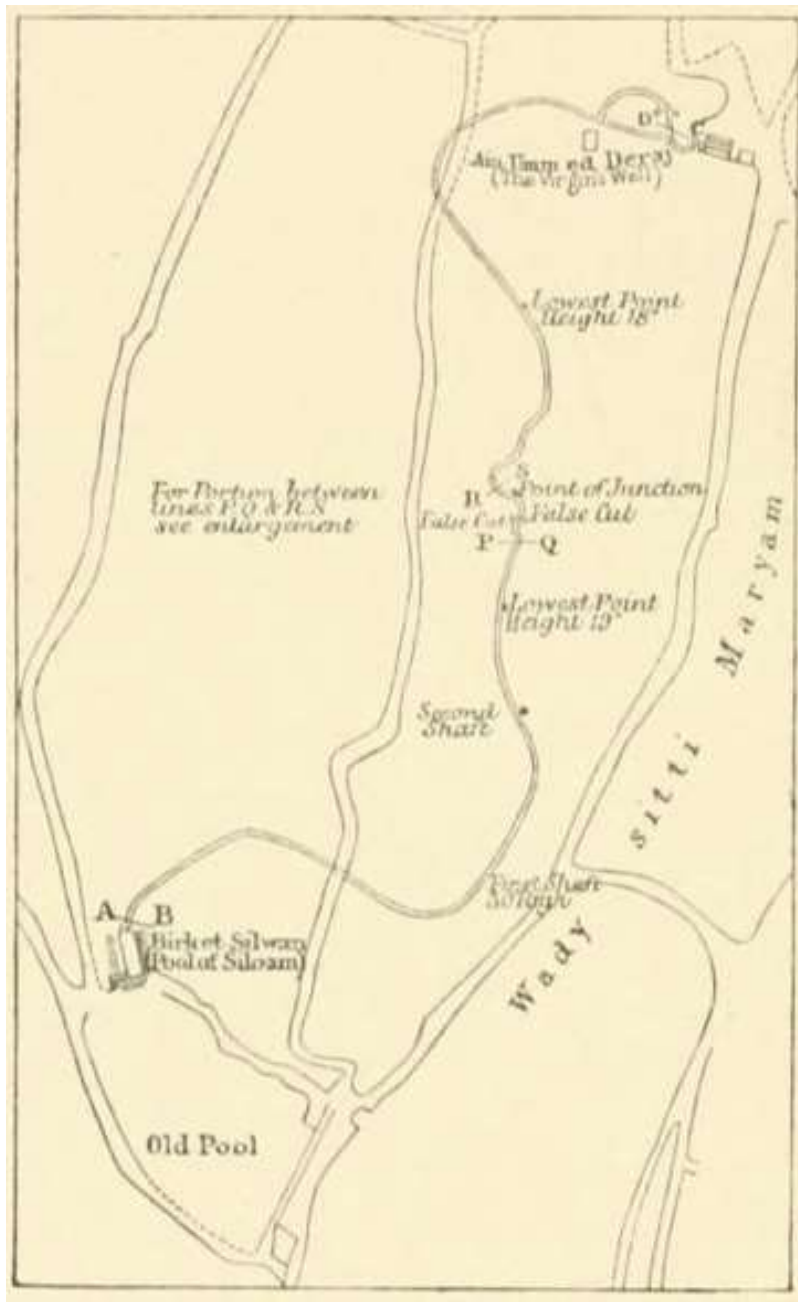 D
C
Ain Umm ed Deraj
(The Virgins Well)
Lowest Point
Height 18"
S
R
Point of Junction
False Cut
False Cut
P
Q
For Portion between
lines P.Q & R.S
see enlargement
Lowest Point
Height 19"
Second
Shaft
First Shaft
A
B
Birket Silwan
(Pool of Siloam)
Wady sitti Maryam
Old Pool